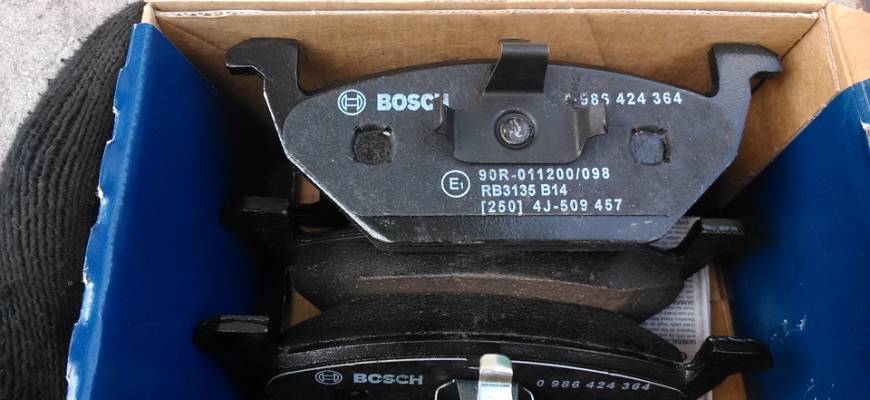 BOSCH 0 986 424 364
E1 90R-011200/098
RB3135 B14
[250] 4J-509 457
BOSCH 0 986 424 364